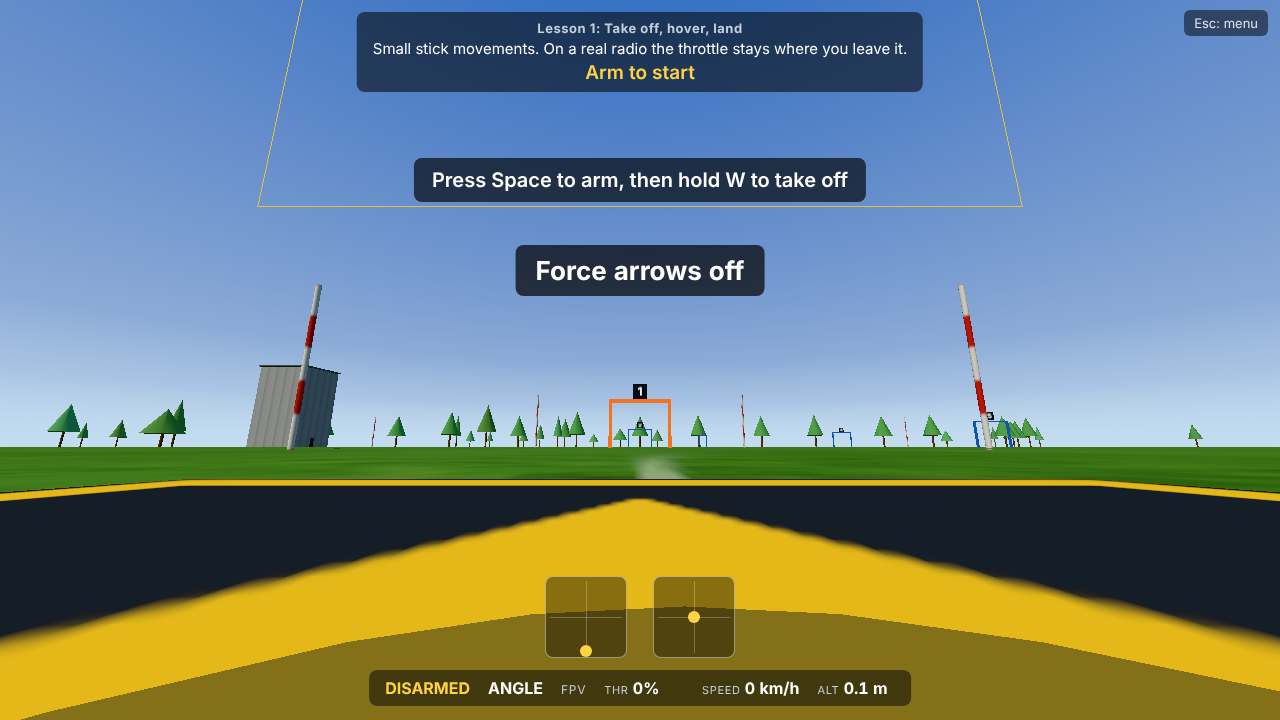 Lesson 1: Take off, hover, land
Esc: menu
Small stick movements. On a real radio the throttle stays where you leave it.
Arm to start
Press Space to arm, then hold W to take off
Force arrows off
1
DISARMED ANGLE FPV THR 0% SPEED 0 km/h ALT 0.1 m